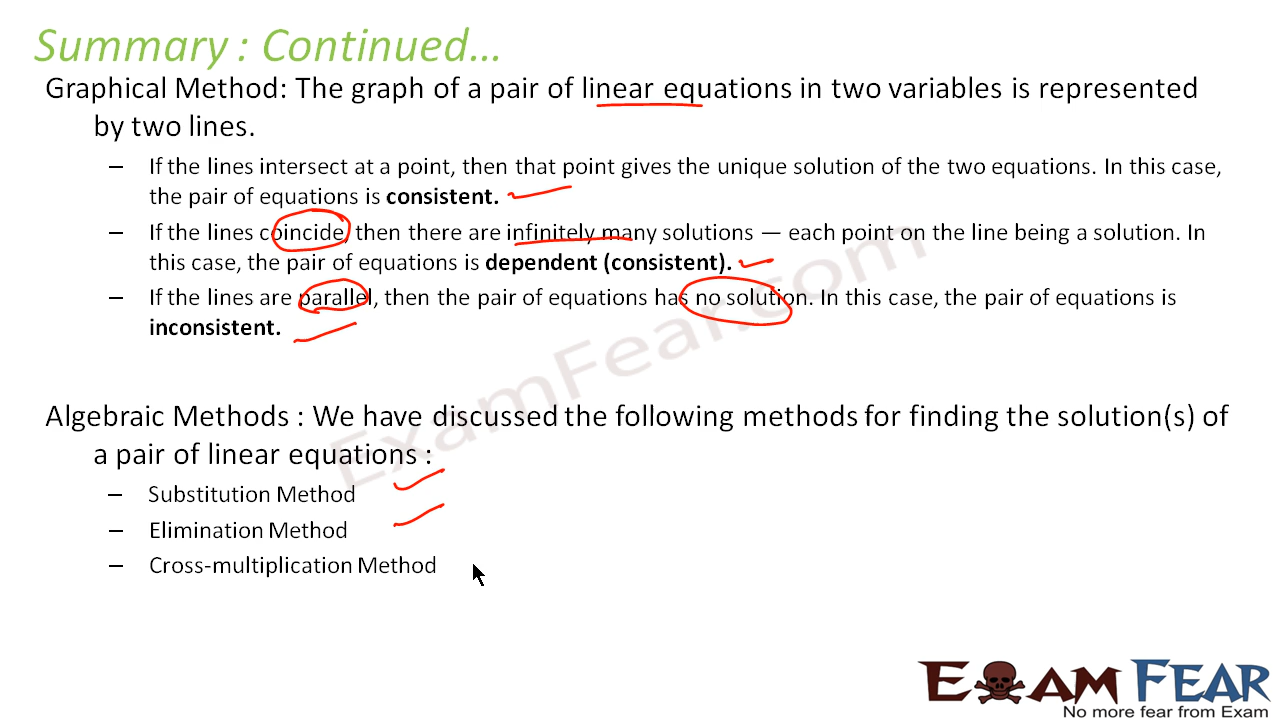 Summary : Continued…
Graphical Method: The graph of a pair of linear equations in two variables is represented
by two lines.
– If the lines intersect at a point, then that point gives the unique solution of the two equations. In this case,
the pair of equations is consistent.
– If the lines coincide, then there are infinitely many solutions — each point on the line being a solution. In
this case, the pair of equations is dependent (consistent).
– If the lines are parallel, then the pair of equations has no solution. In this case, the pair of equations is
inconsistent.
ExamFear.com
Algebraic Methods : We have discussed the following methods for finding the solution(s) of
a pair of linear equations :
– Substitution Method
– Elimination Method
– Cross-multiplication Method
EXAM FEAR
No more fear from Exam